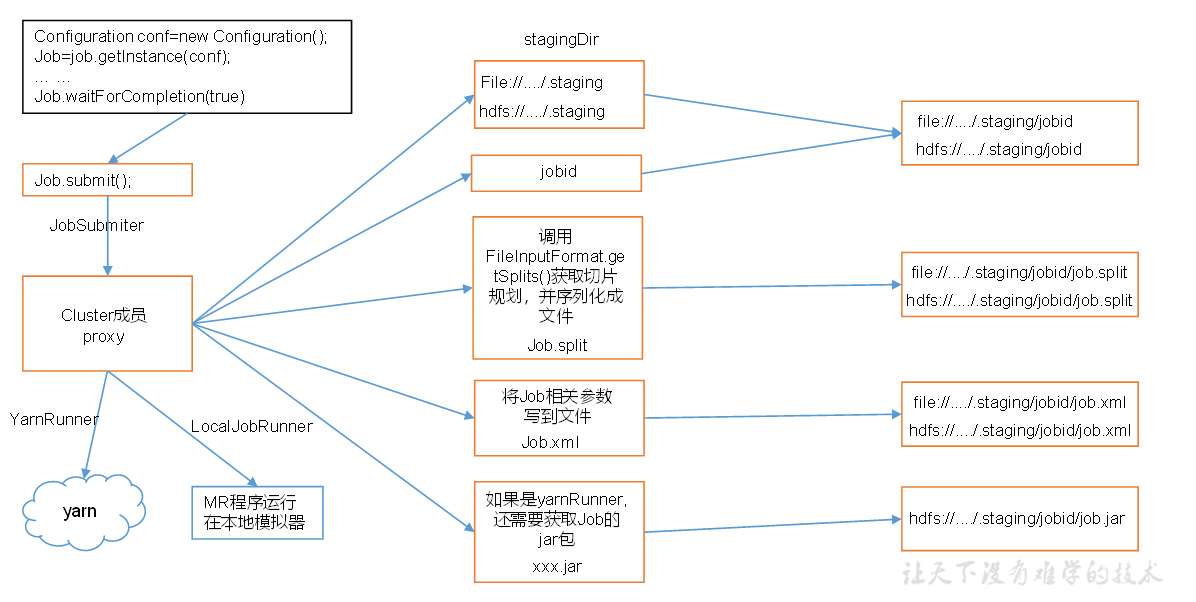 Configuration conf=new Configuration();
Job=job.getInstance(conf);
... ...
Job.waitForCompletion(true)
Job.submit();
JobSubmiter
Cluster成员
proxy
YarnRunner
LocalJobRunner
yarn
MR程序运行
在本地模拟器
stagingDir
File://..../.staging
hdfs://..../.staging
jobid
调用
FileInputFormat.ge
tSplits()获取切片
规划，并序列化成
文件
Job.split
将Job相关参数
写到文件
Job.xml
如果是yarnRunner,
还需要获取Job的
jar包
xxx.jar
file://..../.staging/jobid
hdfs://..../.staging/jobid
file://..../.staging/jobid/job.split
hdfs://..../.staging/jobid/job.split
file://..../.staging/jobid/job.xml
hdfs://..../.staging/jobid/job.xml
hdfs://..../.staging/jobid/job.jar
让天下没有难学的技术